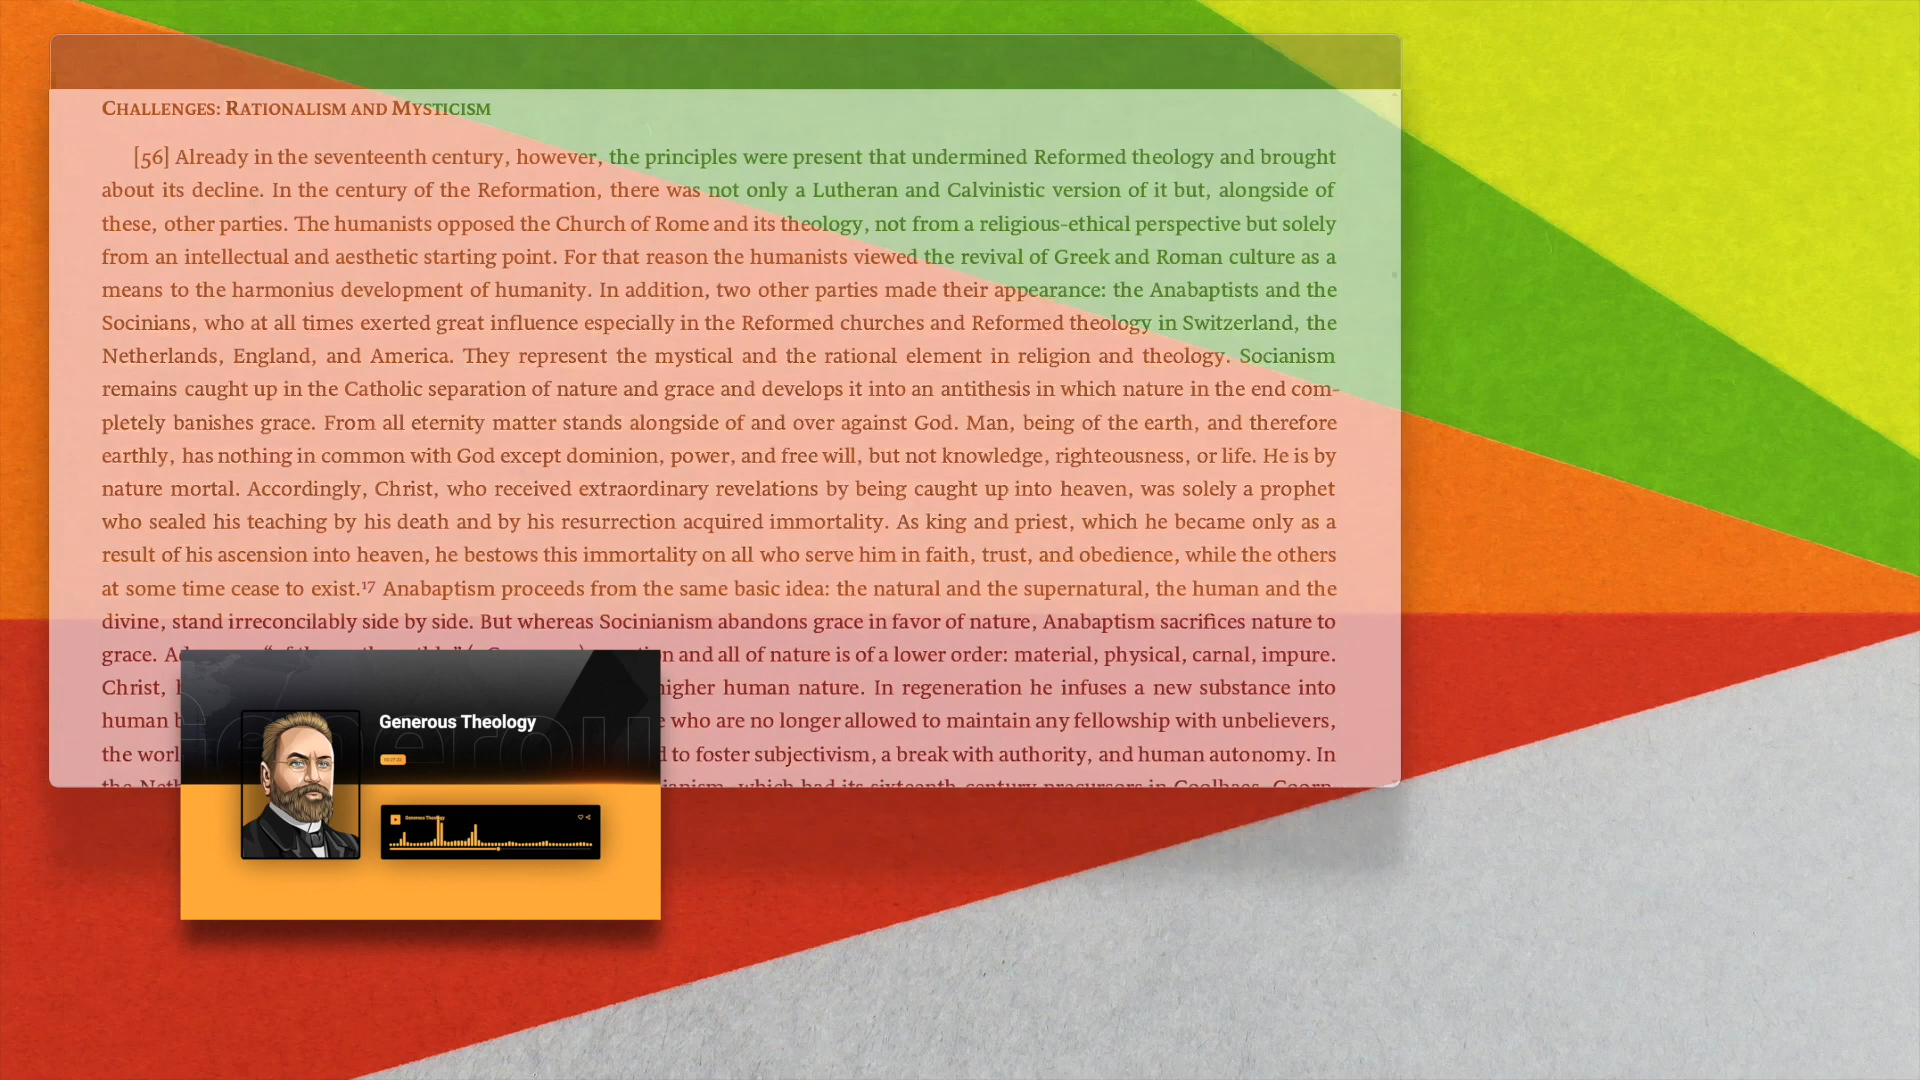 CHALLENGES: RATIONALISM AND MYSTICISM
[56] Already in the seventeenth century, however, the principles were present that undermined Reformed theology and brought
about its decline. In the century of the Reformation, there was not only a Lutheran and Calvinistic version of it but, alongside of
these, other parties. The humanists opposed the Church of Rome and its theology, not from a religious-ethical perspective but solely
from an intellectual and aesthetic starting point. For that reason the humanists viewed the revival of Greek and Roman culture as a
means to the harmonius development of humanity. In addition, two other parties made their appearance: the Anabaptists and the
Socinians, who at all times exerted great influence especially in the Reformed churches and Reformed theology in Switzerland, the
Netherlands, England, and America. They represent the mystical and the rational element in religion and theology. Socianism
remains caught up in the Catholic separation of nature and grace and develops it into an antithesis in which nature in the end com-
pletely banishes grace. From all eternity matter stands alongside of and over against God. Man, being of the earth, and therefore
earthly, has nothing in common with God except dominion, power, and free will, but not knowledge, righteousness, or life. He is by
nature mortal. Accordingly, Christ, who received extraordinary revelations by being caught up into heaven, was solely a prophet
who sealed his teaching by his death and by his resurrection acquired immortality. As king and priest, which he became only as a
result of his ascension into heaven, he bestows this immortality on all who serve him in faith, trust, and obedience, while the others
at some time cease to exist.17 Anabaptism proceeds from the same basic idea: the natural and the supernatural, the human and the
divine, stand irreconcilably side by side. But whereas Socinianism abandons grace in favor of nature, Anabaptism sacrifices nature to
grace. and all of nature is of a lower order: material, physical, carnal, impure.
Christ, higher human nature. In regeneration he infuses a new substance into
human who are no longer allowed to maintain any fellowship with unbelievers,
the to foster subjectivism, a break with authority, and human autonomy. In
the which had its sixteenth century precursors in
Generous Theology
Generous Theology